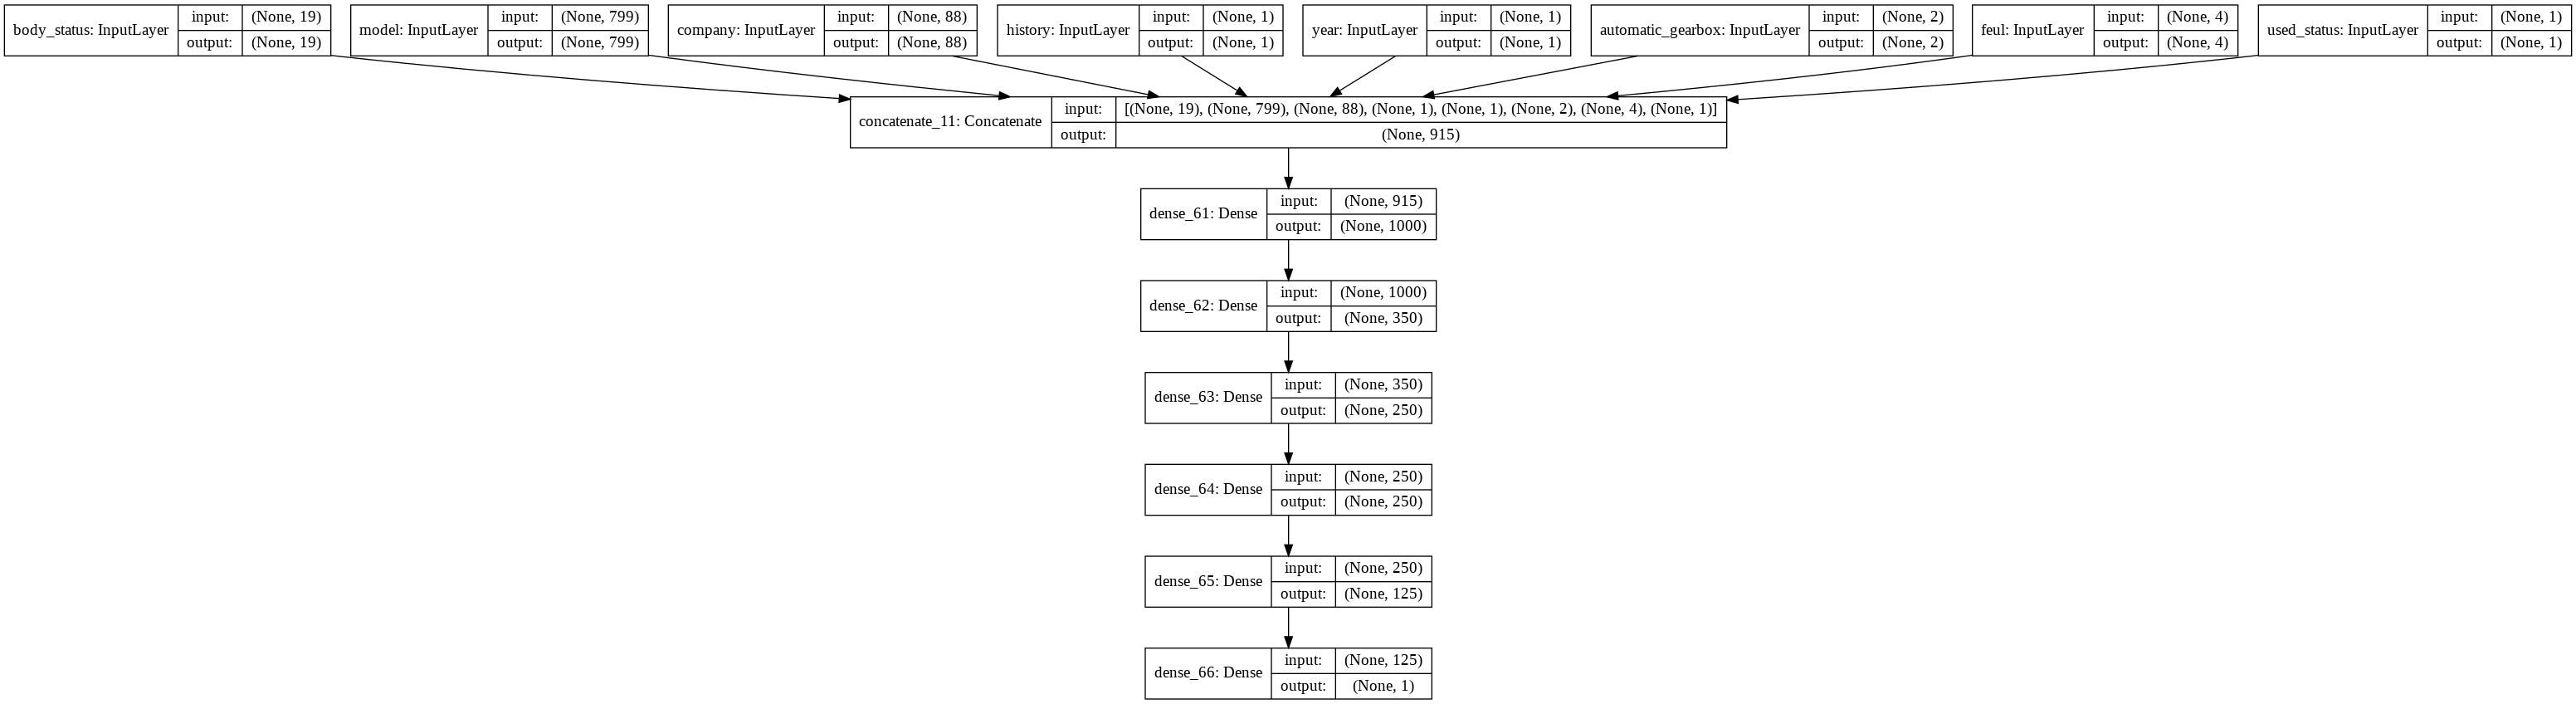 body_status: InputLayer
input: (None, 19)
output: (None, 19)
model: InputLayer
input: (None, 799)
output: (None, 799)
company: InputLayer
input: (None, 88)
output: (None, 88)
history: InputLayer
input: (None, 1)
output: (None, 1)
year: InputLayer
input: (None, 1)
output: (None, 1)
automatic_gearbox: InputLayer
input: (None, 2)
output: (None, 2)
feul: InputLayer
input: (None, 4)
output: (None, 4)
used_status: InputLayer
input: (None, 1)
output: (None, 1)
concatenate_11: Concatenate
input: [(None, 19), (None, 799), (None, 88), (None, 1), (None, 1), (None, 2), (None, 4), (None, 1)]
output: (None, 915)
dense_61: Dense
input: (None, 915)
output: (None, 1000)
dense_62: Dense
input: (None, 1000)
output: (None, 350)
dense_63: Dense
input: (None, 350)
output: (None, 250)
dense_64: Dense
input: (None, 250)
output: (None, 250)
dense_65: Dense
input: (None, 250)
output: (None, 125)
dense_66: Dense
input: (None, 125)
output: (None, 1)